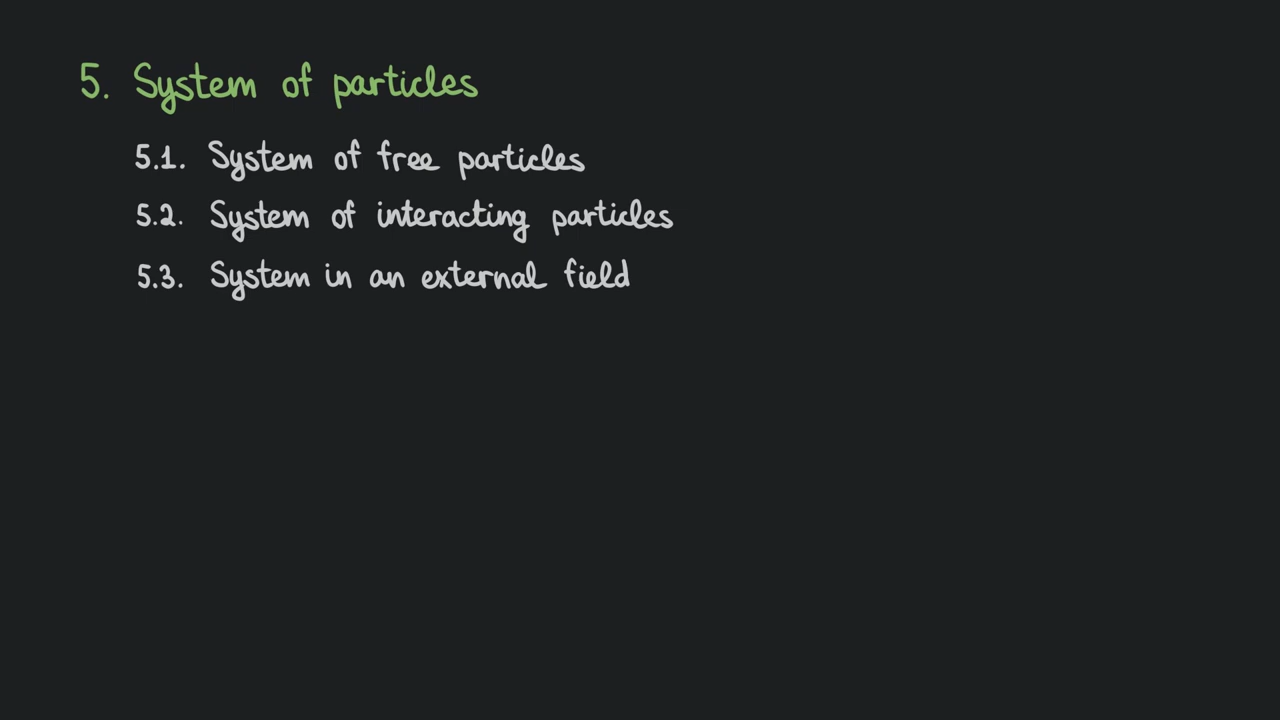 5. System of particles
5.1. System of free particles
5.2. System of interacting particles
5.3. System in an external field